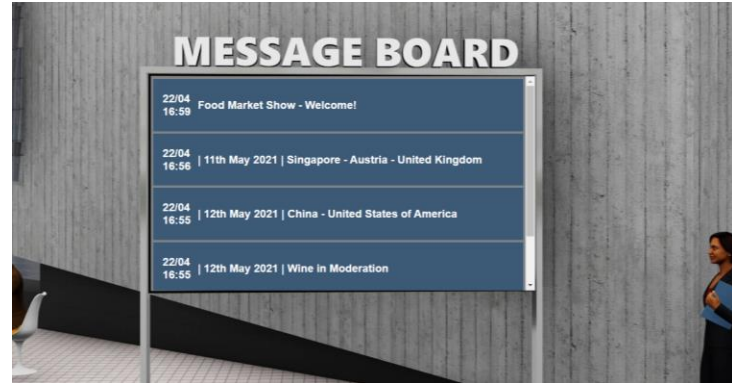 MESSAGE BOARD
22/04
16:59
Food Market Show - Welcome!
22/04
16:56
| 11th May 2021 | Singapore - Austria - United Kingdom
22/04
16:55
| 12th May 2021 | China - United States of America
22/04
16:55
| 12th May 2021 | Wine in Moderation